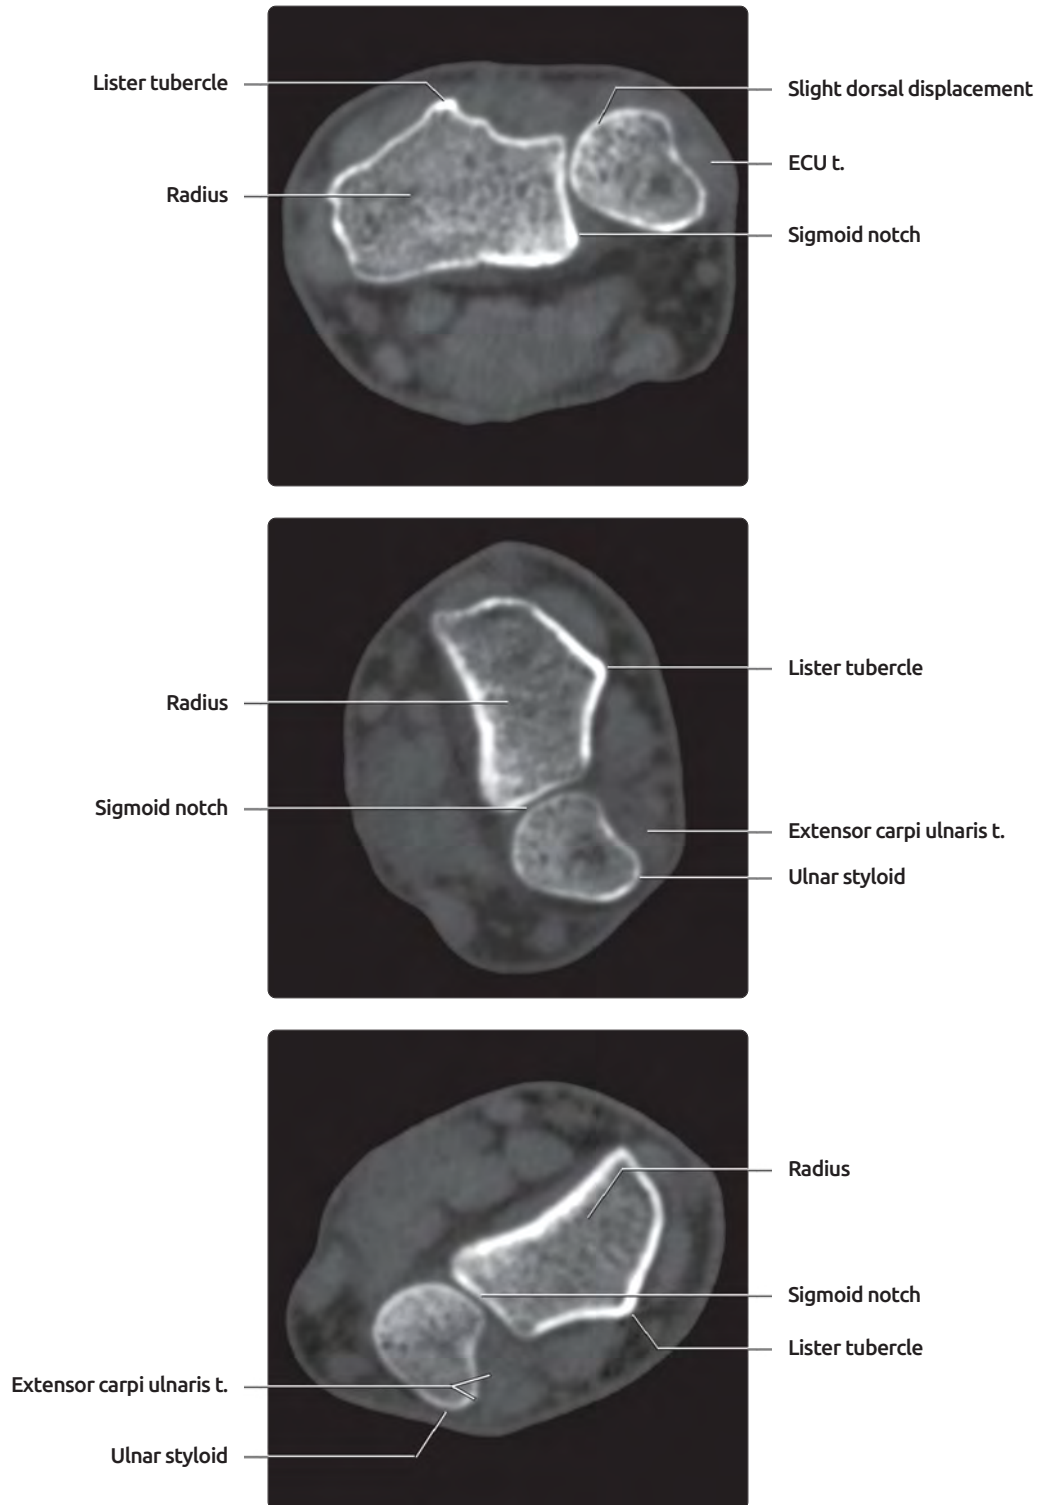 Lister tubercle
Slight dorsal displacement
ECU t.
Radius
Sigmoid notch
Lister tubercle
Radius
Sigmoid notch
Extensor carpi ulnaris t.
Ulnar styloid
Radius
Sigmoid notch
Lister tubercle
Extensor carpi ulnaris t.
Ulnar styloid